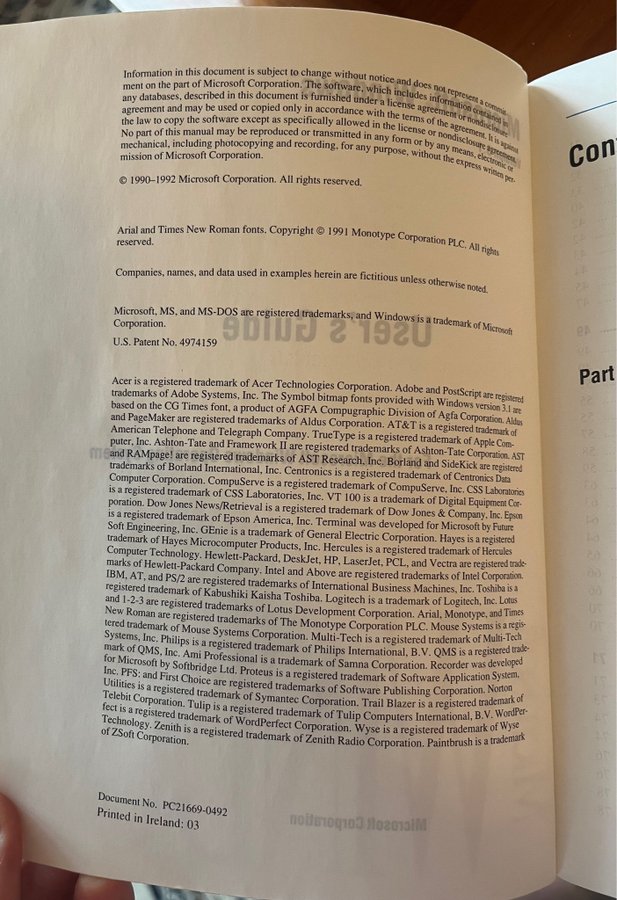 Information in this document is subject to change without notice and does not represent a commit-
ment on the part of Microsoft Corporation. The software, which includes information contained in
any databases, described in this document is furnished under a license agreement or nondisclosure
agreement and may be used or copied only in accordance with the terms of the agreement. It is against
the law to copy the software except as specifically allowed in the license or nondisclosure agreement.
No part of this manual may be reproduced or transmitted in any form or by any means, electronic or
mechanical, including photocopying and recording, for any purpose, without the express written per-
mission of Microsoft Corporation.
© 1990–1992 Microsoft Corporation. All rights reserved.
Arial and Times New Roman fonts. Copyright © 1991 Monotype Corporation PLC. All rights
reserved.
Companies, names, and data used in examples herein are fictitious unless otherwise noted.
Microsoft, MS, and MS-DOS are registered trademarks, and Windows is a trademark of Microsoft
Corporation.
U.S. Patent No. 4974159
Acer is a registered trademark of Acer Technologies Corporation. Adobe and PostScript are registered
trademarks of Adobe Systems, Inc. The Symbol bitmap fonts provided with Windows version 3.1 are
based on the CG Times font, a product of AGFA Compugraphic Division of Agfa Corporation. Aldus
and PageMaker are registered trademarks of Aldus Corporation. AT&T is a registered trademark of
American Telephone and Telegraph Company. TrueType is a registered trademark of Apple Com-
puter, Inc. Ashton-Tate and Framework II are registered trademarks of Ashton-Tate Corporation. AST
and RAMpage! are registered trademarks of AST Research, Inc. Borland and SideKick are registered
trademarks of Borland International, Inc. Centronics is a registered trademark of Centronics Data
Computer Corporation. CompuServe is a registered trademark of CompuServe, Inc. CSS Laboratories
is a registered trademark of CSS Laboratories, Inc. VT 100 is a trademark of Digital Equipment Cor-
poration. Dow Jones News/Retrieval is a registered trademark of Dow Jones & Company, Inc. Epson
is a registered trademark of Epson America, Inc. Terminal was developed for Microsoft by Future
Soft Engineering, Inc. GEnie is a trademark of General Electric Corporation. Hayes is a registered
trademark of Hayes Microcomputer Products, Inc. Hercules is a registered trademark of Hercules
Computer Technology. Hewlett-Packard, DeskJet, HP, LaserJet, PCL, and Vectra are registered trade-
marks of Hewlett-Packard Company. Intel and Above are registered trademarks of Intel Corporation.
IBM, AT, and PS/2 are registered trademarks of International Business Machines, Inc. Toshiba is a
registered trademark of Kabushiki Kaisha Toshiba. Logitech is a trademark of Logitech, Inc. Lotus
and 1-2-3 are registered trademarks of Lotus Development Corporation. Arial, Monotype, and Times
New Roman are registered trademarks of The Monotype Corporation PLC. Mouse Systems is a regis-
tered trademark of Mouse Systems Corporation. Multi-Tech is a registered trademark of Multi-Tech
Systems, Inc. Philips is a registered trademark of Philips International, B.V. QMS is a registered trade-
mark of QMS, Inc. Ami Professional is a trademark of Samna Corporation. Recorder was developed
for Microsoft by Softbridge Ltd. Proteus is a registered trademark of Software Application System,
Inc. PFS: and First Choice are registered trademarks of Software Publishing Corporation. Norton
Utilities is a registered trademark of Symantec Corporation. Trail Blazer is a registered trademark of
Telebit Corporation. Tulip is a registered trademark of Tulip Computers International, B.V. WordPer-
fect is a registered trademark of WordPerfect Corporation. Wyse is a registered trademark of Wyse
Technology. Zenith is a registered trademark of Zenith Radio Corporation. Paintbrush is a trademark
of ZSoft Corporation.
Document No. PC21669-0492
Printed in Ireland: 03
User's Guide
Microsoft Corporation
Con
Part